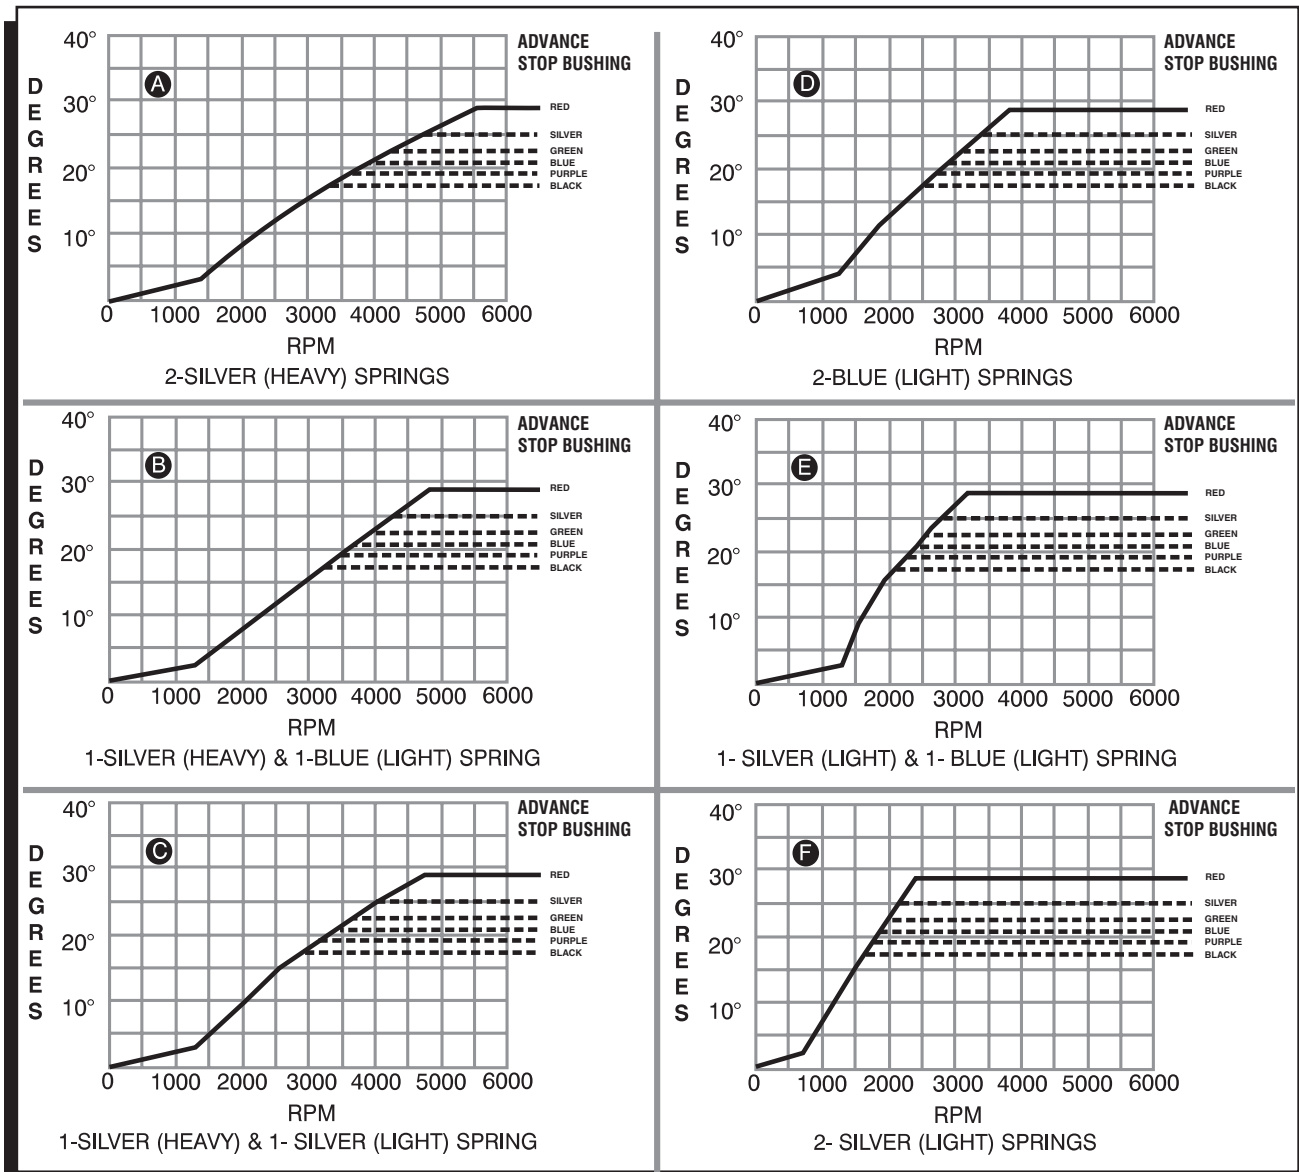 40°
30°
20°
10°
DEGREES
A
ADVANCE
STOP BUSHING
RED
SILVER
GREEN
BLUE
PURPLE
BLACK
0 1000 2000 3000 4000 5000 6000
RPM
2-SILVER (HEAVY) SPRINGS
40°
30°
20°
10°
DEGREES
D
ADVANCE
STOP BUSHING
RED
SILVER
GREEN
BLUE
PURPLE
BLACK
0 1000 2000 3000 4000 5000 6000
RPM
2-BLUE (LIGHT) SPRINGS
40°
30°
20°
10°
DEGREES
B
ADVANCE
STOP BUSHING
RED
SILVER
GREEN
BLUE
PURPLE
BLACK
0 1000 2000 3000 4000 5000 6000
RPM
1-SILVER (HEAVY) & 1-BLUE (LIGHT) SPRING
40°
30°
20°
10°
DEGREES
E
ADVANCE
STOP BUSHING
RED
SILVER
GREEN
BLUE
PURPLE
BLACK
0 1000 2000 3000 4000 5000 6000
RPM
1- SILVER (LIGHT) & 1- BLUE (LIGHT) SPRING
40°
30°
20°
10°
DEGREES
C
ADVANCE
STOP BUSHING
RED
SILVER
GREEN
BLUE
PURPLE
BLACK
0 1000 2000 3000 4000 5000 6000
RPM
1-SILVER (HEAVY) & 1- SILVER (LIGHT) SPRING
40°
30°
20°
10°
DEGREES
F
ADVANCE
STOP BUSHING
RED
SILVER
GREEN
BLUE
PURPLE
BLACK
0 1000 2000 3000 4000 5000 6000
RPM
2- SILVER (LIGHT) SPRINGS